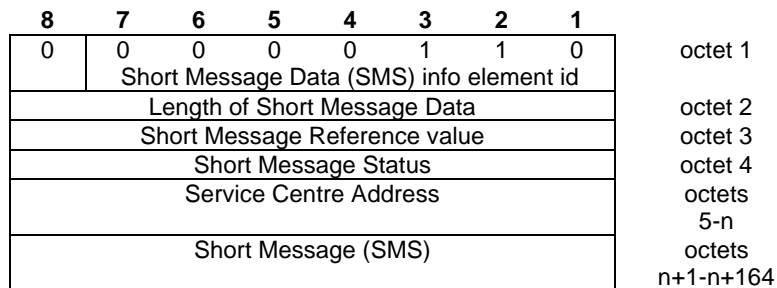 8 7 6 5 4 3 2 1
0 0 0 0 0 1 1 0 octet 1
Short Message Data (SMS) info element id
Length of Short Message Data octet 2
Short Message Reference value octet 3
Short Message Status octet 4
Service Centre Address octets
5-n
Short Message (SMS) octets
n+1-n+164